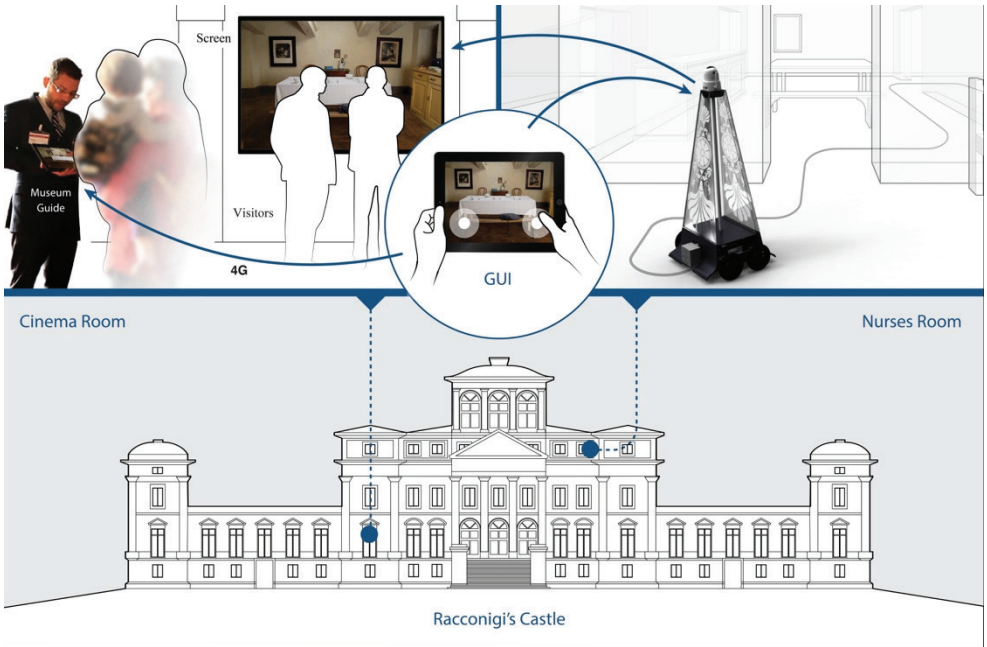 Screen
Museum
Guide
Visitors
4G
GUI
Cinema Room
Nurses Room
Racconigi's Castle